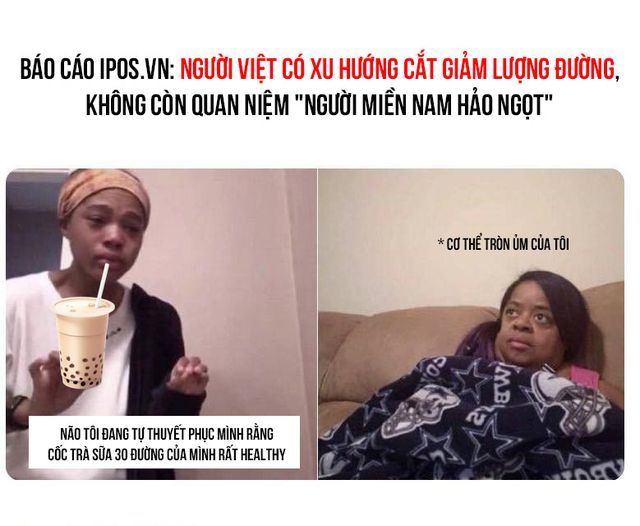 BÁO CÁO IPOS.VN: NGƯỜI VIỆT CÓ XU HƯỚNG CẮT GIẢM LƯỢNG ĐƯỜNG,
KHÔNG CÒN QUAN NIỆM "NGƯỜI MIỀN NAM HẢO NGỌT"
* CƠ THỂ TRÒN ỦM CỦA TÔI
NÃO TÔI ĐANG TỰ THUYẾT PHỤC MÌNH RẰNG
CỐC TRÀ SỮA 30 ĐƯỜNG CỦA MÌNH RẤT HEALTHY